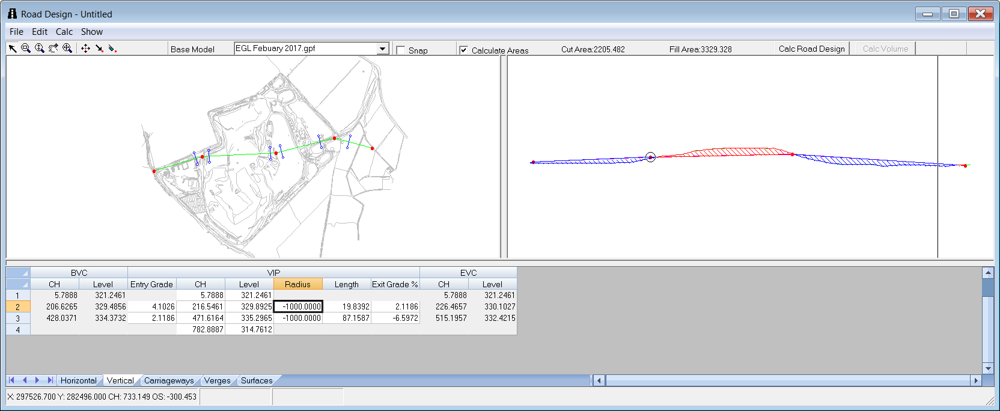 Road Design - Untitled
File Edit Calc Show
Base Model EGL Febuary 2017.gpf Snap Calculate Areas Cut Area:2205.482 Fill Area:3329.328 Calc Road Design Calc Volume
BVC VIP EVC
CH Level Entry Grade CH Level Radius Length Exit Grade % CH Level
1 5.7888 321.2461 5.7888 321.2461 5.7888 321.2461
2 206.6265 329.4856 4.1026 216.5461 329.8925 -1000.0000 19.8392 2.1186 226.4657 330.1027
3 428.0371 334.3732 2.1186 471.6164 335.2965 -1000.0000 87.1587 -6.5972 515.1957 332.4215
4 782.8887 314.7612
Horizontal Vertical Carriageways Verges Surfaces
X: 297526.700 Y: 282496.000 CH: 733.149 OS: -300.453